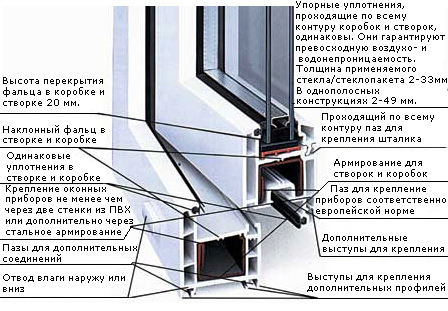 Упорные уплотнения,
проходящие по всему
контуру коробок и створок,
одинаковы. Они гарантируют
превосходную воздухо- и
водонепроницаемость.
Толщина применяемого
стекла/стеклопакета 2-33мм
В однополосных
конструкциях 2-49 мм.
Высота перекрытия
фальца в коробке и
створке 20 мм.
Наклонный фальц в
створке и коробке
Одинаковые
уплотнения в
створке и коробке
Крепление оконных
приборов не менее чем
через две стенки из ПВХ
или дополнительно через
стальное армирование
Пазы для дополнительных
соединений
Отвод влаги наружу или
вниз
Проходящий по всему
контуру паз для
крепления шталика
Армирование для
створок и коробок
Паз для крепление
приборов соответственно
европейской норме
Дополнительные
выступы для крепления
Выступы для крепления
дополнительных профилей